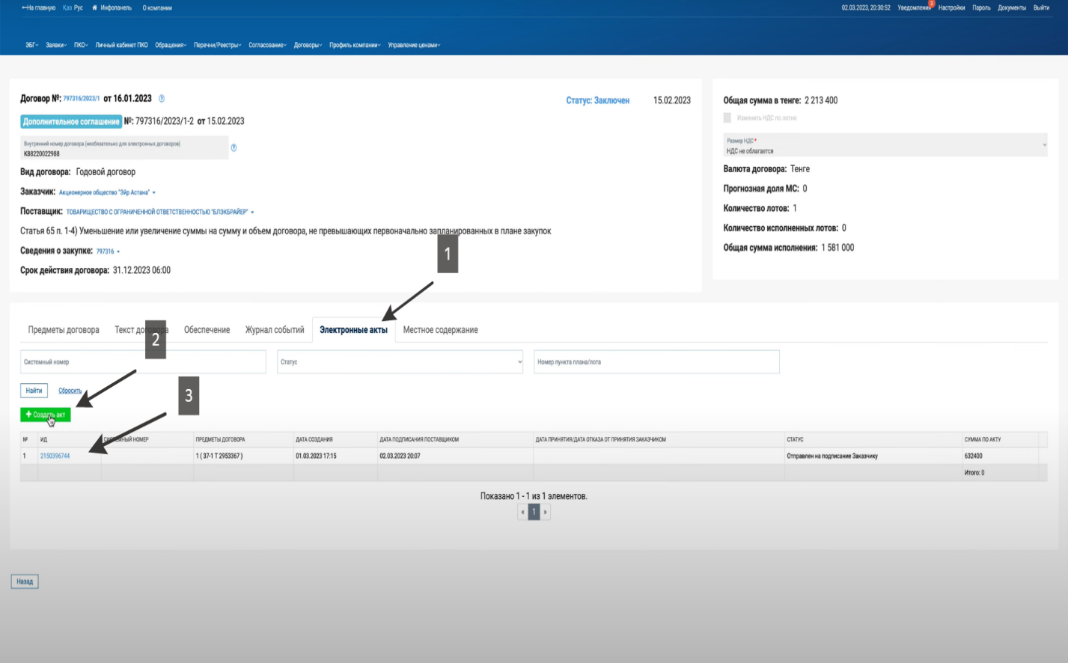 ←На главную Қаз Рус Инфопанель О компании 02.03.2023, 20:30:52 Уведомления 3 Настройки Пароль Документы Выйти
ЭБГ Заявки ПКО Личный кабинет ПКО Обращения Перечни/Реестры Согласование Договоры Профиль компании Управление ценами
Договор №: 797316/2023/1 от 16.01.2023 Статус: Заключен 15.02.2023
Дополнительное соглашение №: 797316/2023/1-2 от 15.02.2023
Внутренний номер договора (необязательно для электронных договоров)
KBB220022988
Вид договора: Годовой договор
Заказчик: Акционерное общество "Эйр Астана"
Поставщик: ТОВАРИЩЕСТВО С ОГРАНИЧЕННОЙ ОТВЕТСТВЕННОСТЬЮ "БЛЭКБРАЙЕР"
Статья 65 п. 1-4) Уменьшение или увеличение суммы на сумму и объем договора, не превышающих первоначально запланированных в плане закупок
Сведения о закупке: 797316
Срок действия договора: 31.12.2023 06:00
Общая сумма в тенге: 2 213 400
Изменить НДС по лотно
Размер НДС*
НДС не облагается
Валюта договора: Тенге
Прогнозная доля МС: 0
Количество лотов: 1
Количество исполненных лотов: 0
Общая сумма исполнения: 1 581 000
1
Предметы договора Текст Обеспечение Журнал событий Электронные акты Местное содержание
2
Системный номер Статус Номер пункта плана/лота
Найти Сбросить
3
+ Создать акт
№ ИД НОМЕР ПРЕДМЕТЫ ДОГОВОРА ДАТА СОЗДАНИЯ ДАТА ПОДПИСАНИЯ ПОСТАВЩИКОМ ДАТА ПРИНЯТИЯ/ДАТА ОТКАЗА ОТ ПРИНЯТИЯ ЗАКАЗЧИКОМ СТАТУС СУММА ПО АКТУ
1 2150396744 1 ( 37-1 Т 2953367 ) 01.03.2023 17:15 02.03.2023 20:07 Отправлен на подписание Заказчику 632400
Итого: 0
Показано 1 - 1 из 1 элементов.
« 1 »
Назад